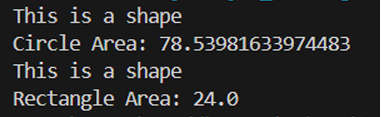 This is a shape
Circle Area: 78.53981633974483
This is a shape
Rectangle Area: 24.0